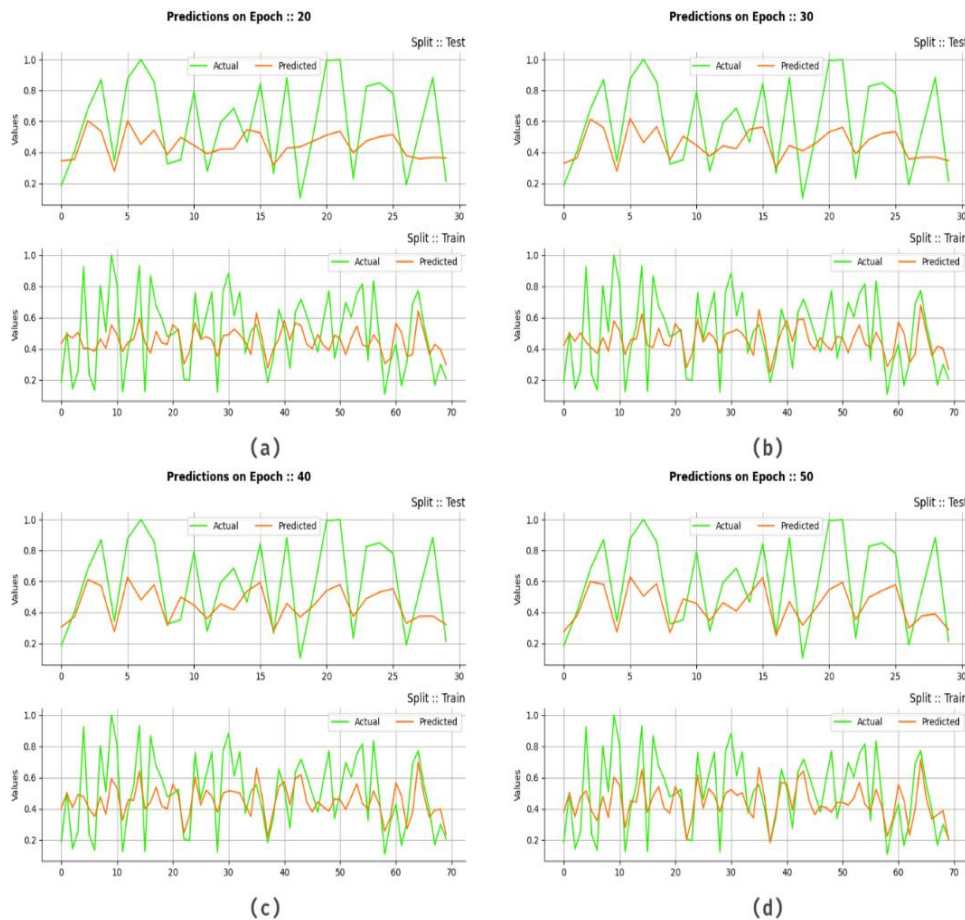 Predictions on Epoch :: 20
Split :: Test
Actual Predicted
Values
1.0
0.8
0.6
0.4
0.2
0 5 10 15 20 25 30
Split :: Train
Actual Predicted
Values
1.0
0.8
0.6
0.4
0.2
0 10 20 30 40 50 60 70
(a)
Predictions on Epoch :: 30
Split :: Test
Actual Predicted
Values
1.0
0.8
0.6
0.4
0.2
0 5 10 15 20 25 30
Split :: Train
Actual Predicted
Values
1.0
0.8
0.6
0.4
0.2
0 10 20 30 40 50 60 70
(b)
Predictions on Epoch :: 40
Split :: Test
Actual Predicted
Values
1.0
0.8
0.6
0.4
0.2
0 5 10 15 20 25 30
Split :: Train
Actual Predicted
Values
1.0
0.8
0.6
0.4
0.2
0 10 20 30 40 50 60 70
(c)
Predictions on Epoch :: 50
Split :: Test
Actual Predicted
Values
1.0
0.8
0.6
0.4
0.2
0 5 10 15 20 25 30
Split :: Train
Actual Predicted
Values
1.0
0.8
0.6
0.4
0.2
0 10 20 30 40 50 60 70
(d)